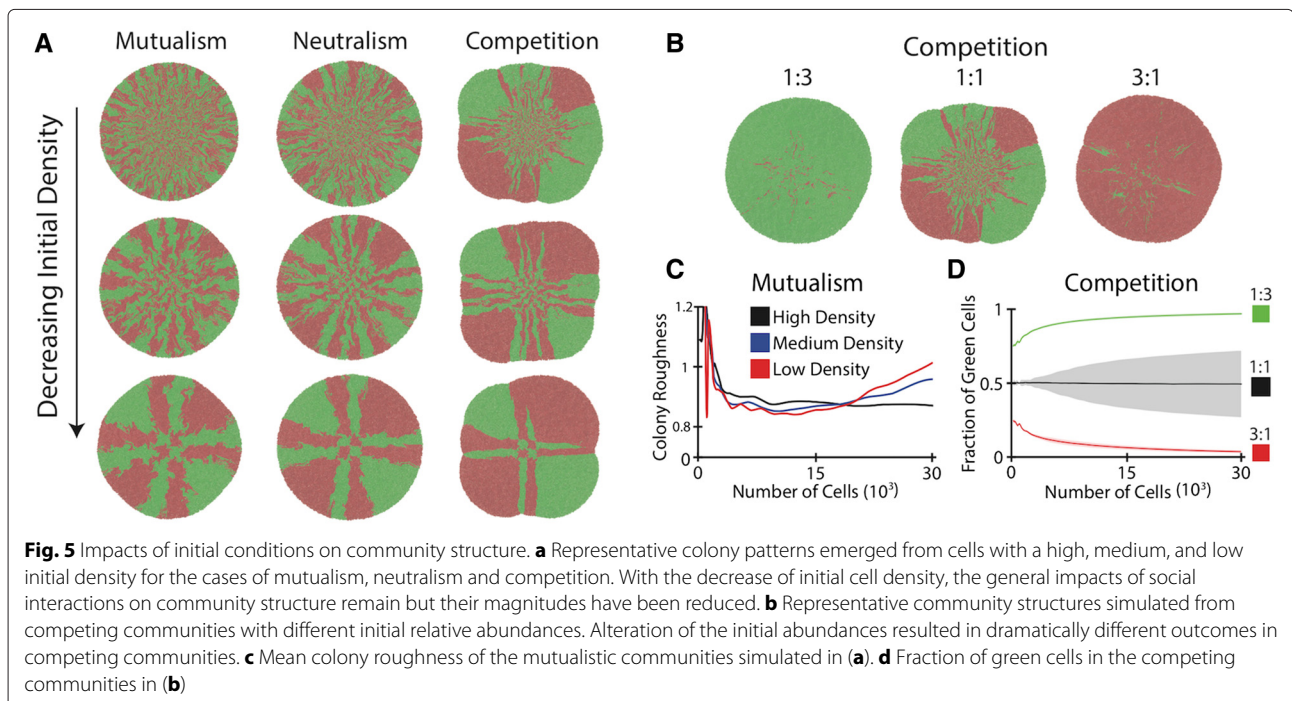 A
Mutualism
Neutralism
Competition
Decreasing Initial Density
B
Competition
1:3
1:1
3:1
C
Mutualism
1.2
1
0.8
0
Colony Roughness
High Density
Medium Density
Low Density
0
15
30
Number of Cells (10³)
D
Competition
1
0.5
0
Fraction of Green Cells
1:3
1:1
3:1
0
15
30
Number of Cells (10³)
Fig. 5 Impacts of initial conditions on community structure. a Representative colony patterns emerged from cells with a high, medium, and low
initial density for the cases of mutualism, neutralism and competition. With the decrease of initial cell density, the general impacts of social
interactions on community structure remain but their magnitudes have been reduced. b Representative community structures simulated from
competing communities with different initial relative abundances. Alteration of the initial abundances resulted in dramatically different outcomes in
competing communities. c Mean colony roughness of the mutualistic communities simulated in (a). d Fraction of green cells in the competing
communities in (b)